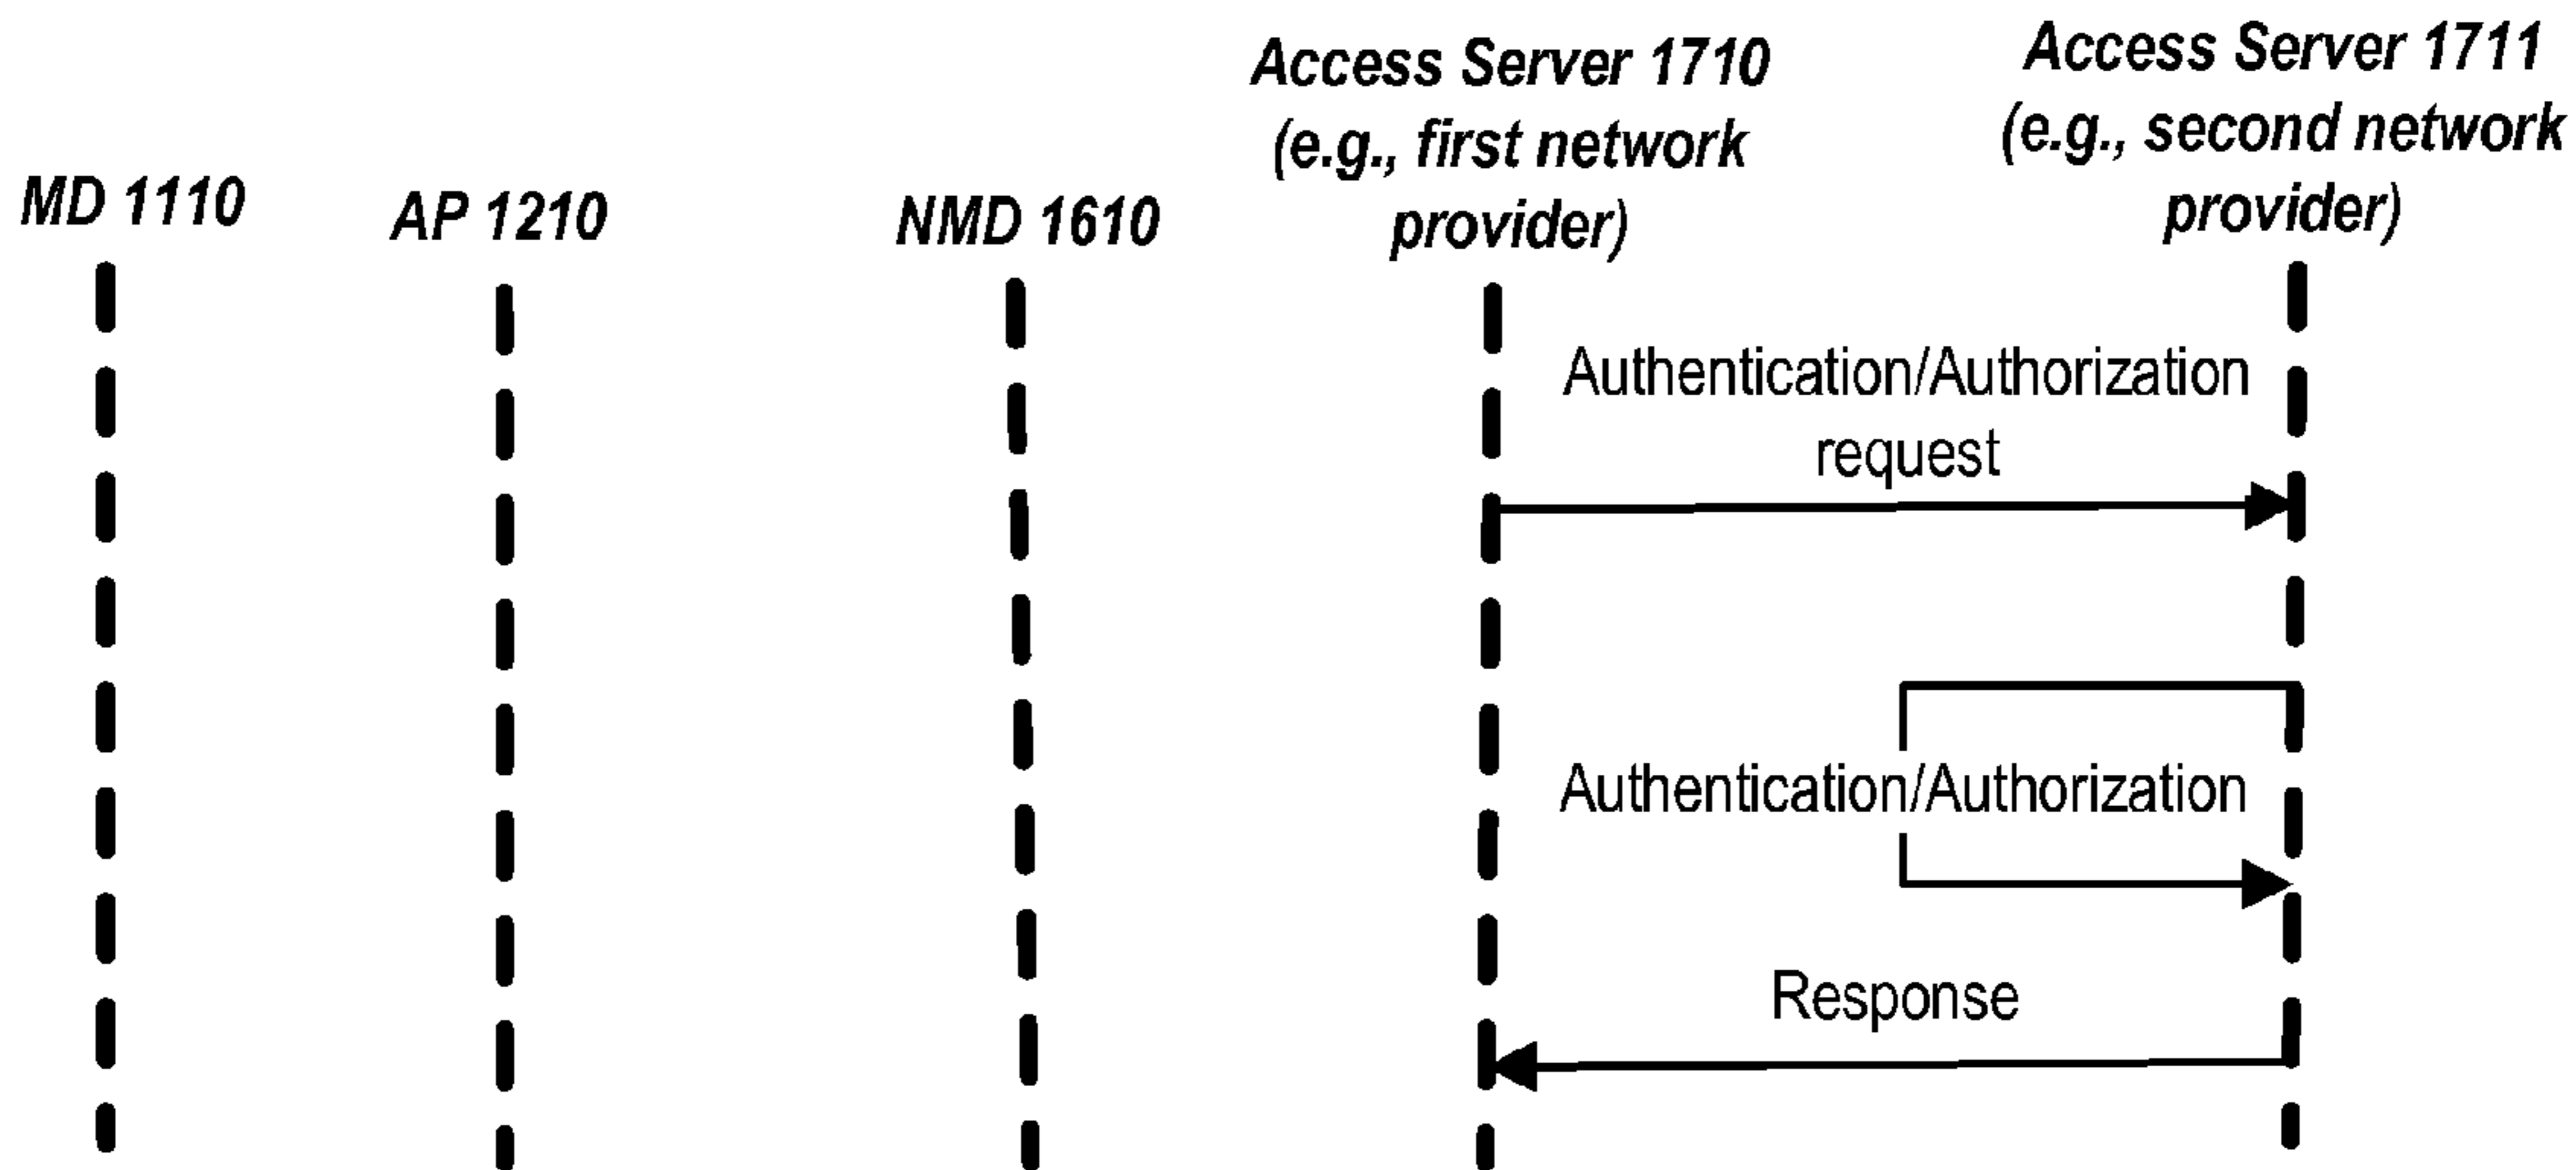 MD 1110
AP 1210
NMD 1610
Access Server 1710
(e.g., first network
provider)
Access Server 1711
(e.g., second network
provider)
Authentication/Authorization
request
Authentication/Authorization
Response